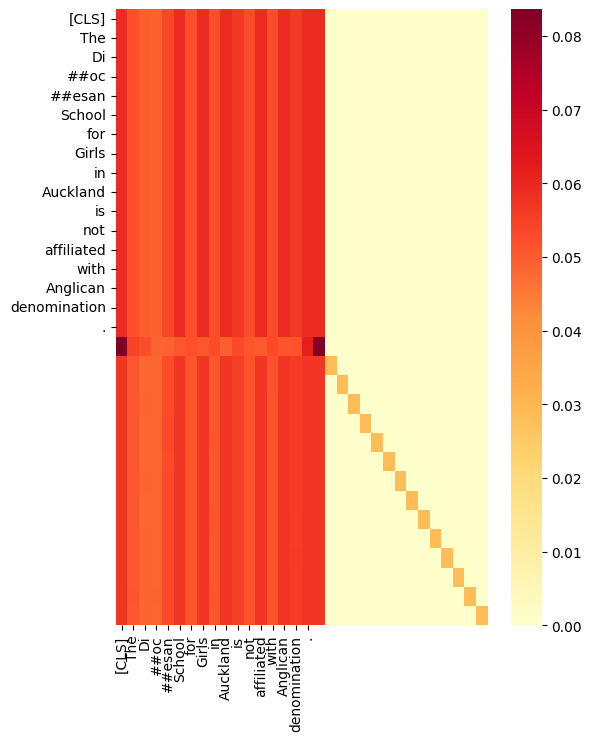 [CLS]
The
Di
##oc
##esan
School
for
Girls
in
Auckland
is
not
affiliated
with
Anglican
denomination
.
[CLS]
The
Di
##oc
##esan
School
for
Girls
in
Auckland
is
not
affiliated
with
Anglican
denomination
.
0.08
0.07
0.06
0.05
0.04
0.03
0.02
0.01
0.00